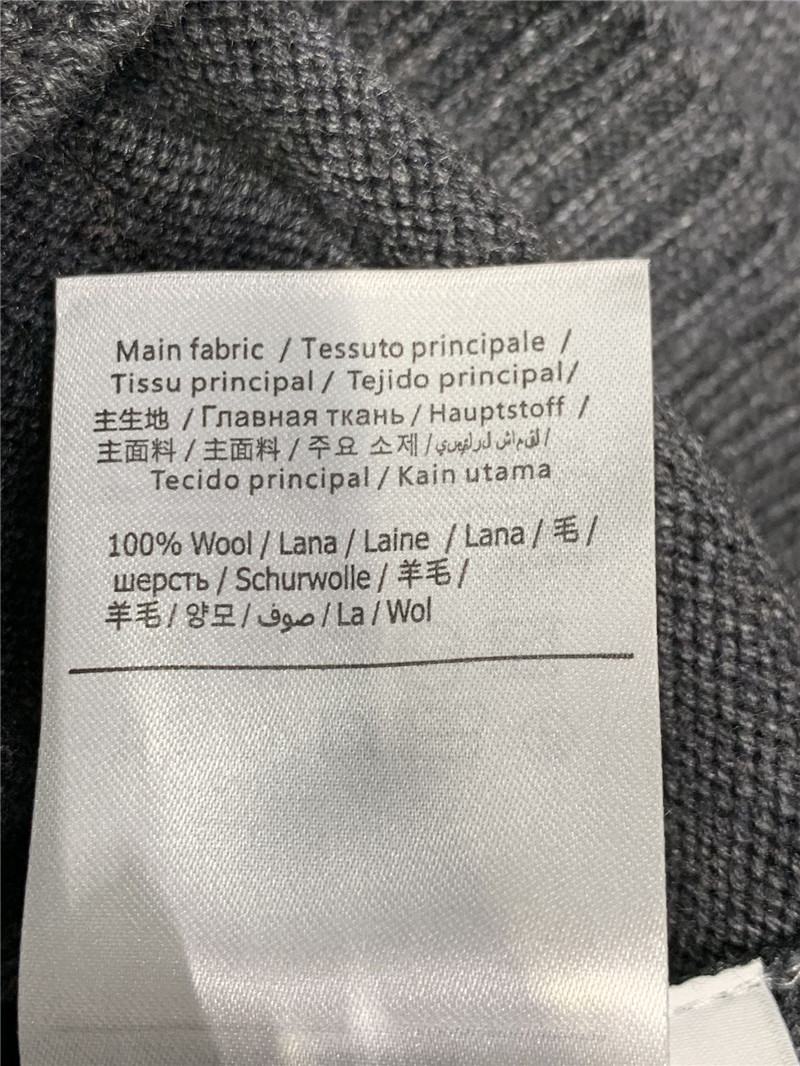 Main fabric / Tessuto principale /
Tissu principal / Tejido principal/
主生地 / Главная ткань / Hauptstoff /
主面料 / 主面料 / 주요 소제 / /
Tecido principal / Kain utama
100% Wool / Lana / Laine / Lana / 毛 /
шерсть / Schurwolle / 羊毛 /
羊毛 / 양모 / صوف / La / Wol